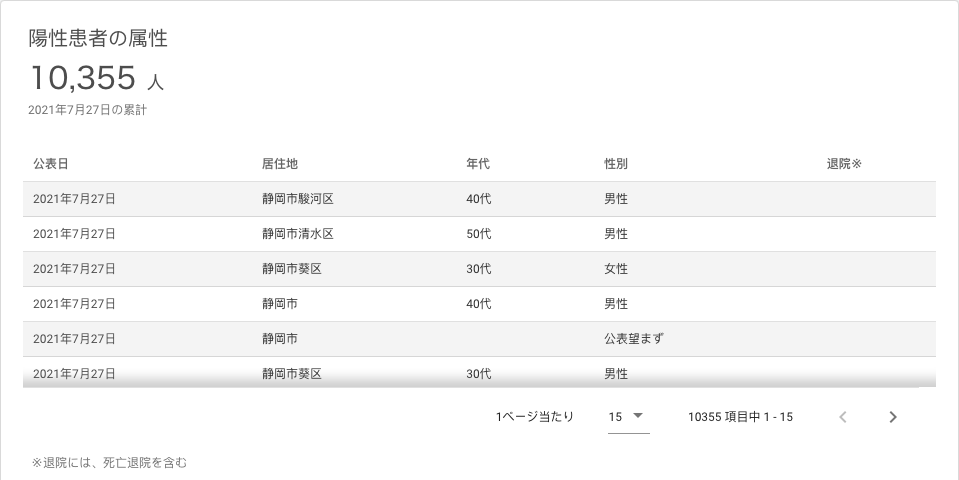 陽性患者の属性
10,355 人
2021年7月27日の累計
公表日 居住地 年代 性別 退院※
2021年7月27日 静岡市駿河区 40代 男性
2021年7月27日 静岡市清水区 50代 男性
2021年7月27日 静岡市葵区 30代 女性
2021年7月27日 静岡市 40代 男性
2021年7月27日 静岡市 公表望まず
2021年7月27日 静岡市葵区 30代 男性
1ページ当たり 15 10355 項目中 1 - 15
※退院には、死亡退院を含む